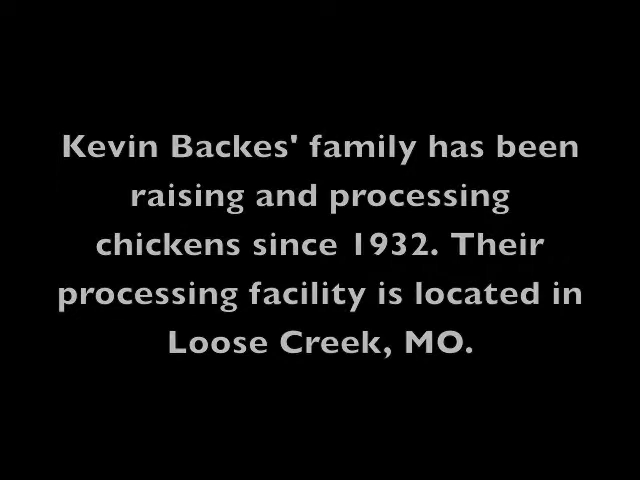 Kevin Backes' family has been
raising and processing
chickens since 1932. Their
processing facility is located in
Loose Creek, MO.